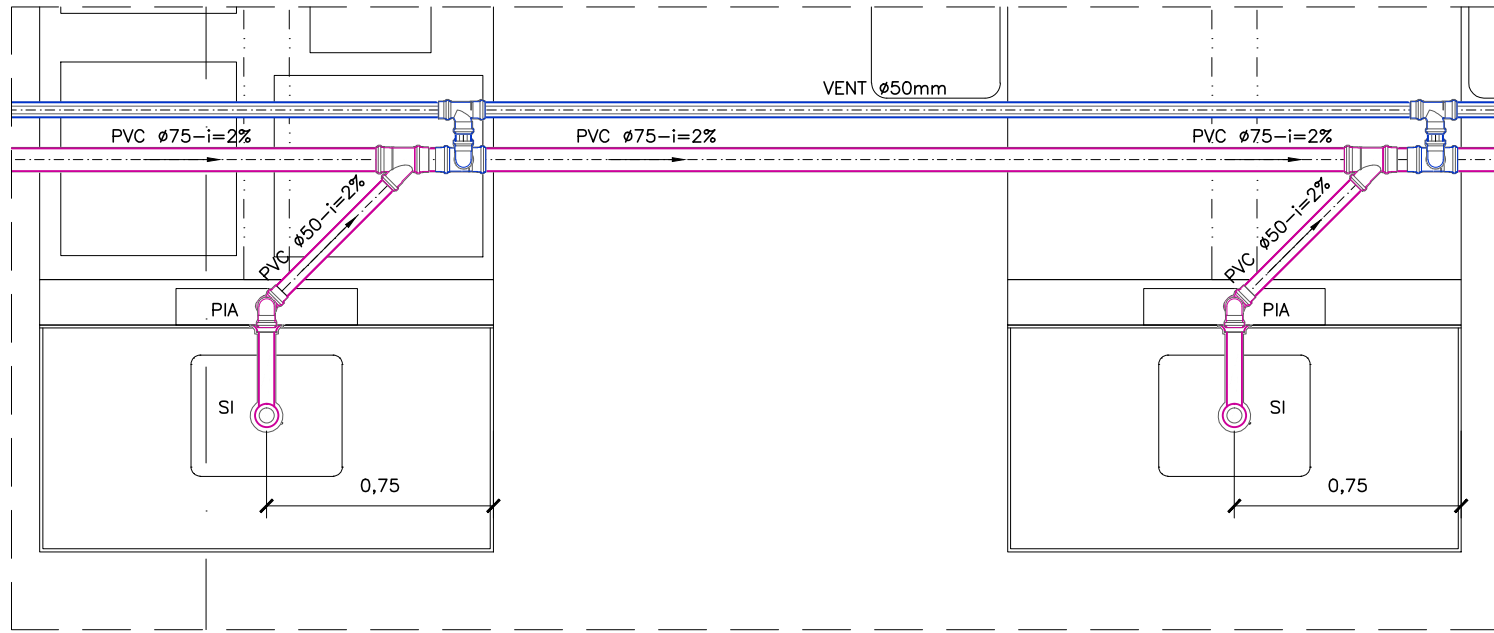 VENT ø50mm
PVC ø75-i=2%
PVC ø75-i=2%
PVC ø75-i=2%
PVC ø50-i=2%
PVC ø50-i=2%
PIA
PIA
SI
SI
0,75
0,75